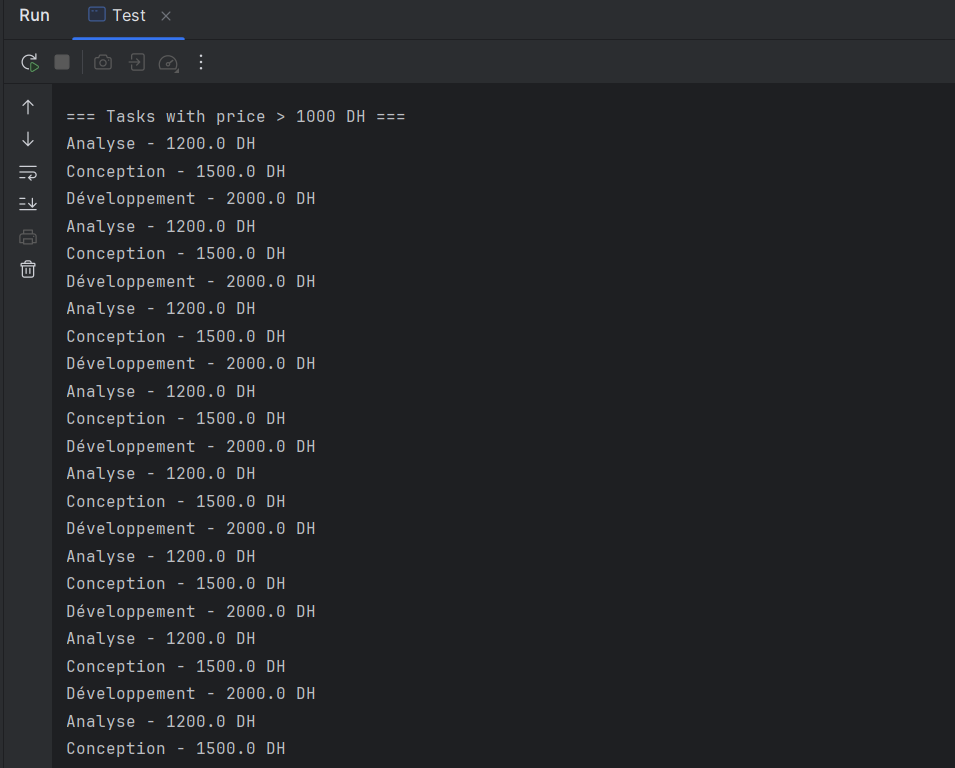 Run
Test
=== Tasks with price > 1000 DH ===
Analyse - 1200.0 DH
Conception - 1500.0 DH
Développement - 2000.0 DH
Analyse - 1200.0 DH
Conception - 1500.0 DH
Développement - 2000.0 DH
Analyse - 1200.0 DH
Conception - 1500.0 DH
Développement - 2000.0 DH
Analyse - 1200.0 DH
Conception - 1500.0 DH
Développement - 2000.0 DH
Analyse - 1200.0 DH
Conception - 1500.0 DH
Développement - 2000.0 DH
Analyse - 1200.0 DH
Conception - 1500.0 DH
Développement - 2000.0 DH
Analyse - 1200.0 DH
Conception - 1500.0 DH
Développement - 2000.0 DH
Analyse - 1200.0 DH
Conception - 1500.0 DH